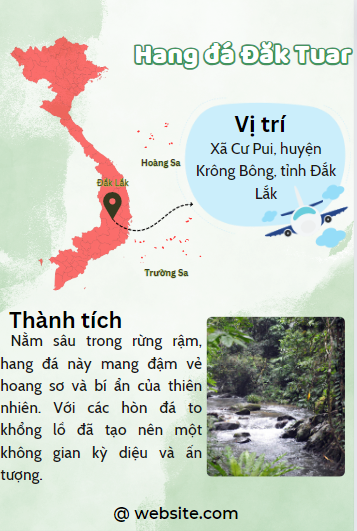 Hang đá Đắk Tuar
Vị trí
Xã Cư Pui, huyện
Krông Bông, tỉnh Đắk
Lắk
Hoàng Sa
Đắk Lắk
Trường Sa
Thành tích
Nằm sâu trong rừng rậm,
hang đá này mang đậm vẻ
hoang sơ và bí ẩn của thiên
nhiên. Với các hòn đá to
khổng lồ đã tạo nên một
không gian kỳ diệu và ấn
tượng.
@ website.com